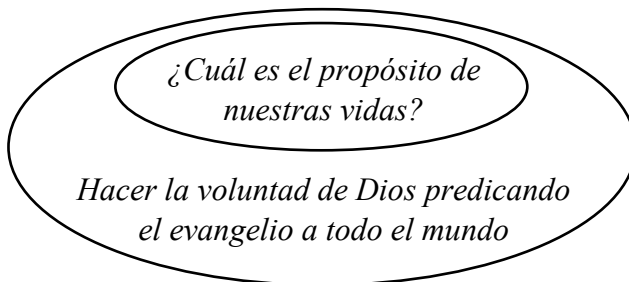 ¿Cuál es el propósito de
nuestras vidas?
Hacer la voluntad de Dios predicando
el evangelio a todo el mundo